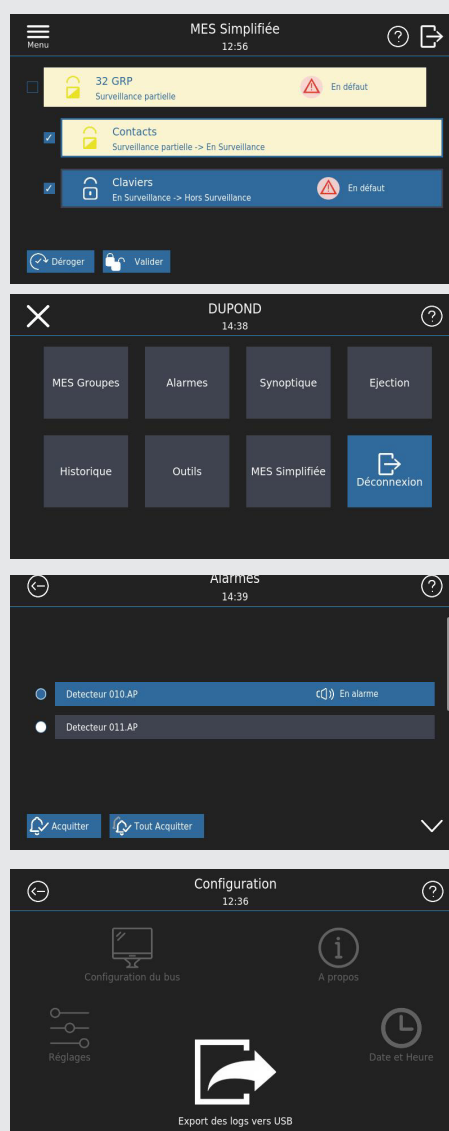 MES Simplifiée
Menu
12:56
32 GRP
Surveillance partielle
En défaut
Contacts
Surveillance partielle -> En Surveillance
Claviers
En Surveillance -> Hors Surveillance
En défaut
Déroger
Valider
DUPOND
14:38
MES Groupes
Alarmes
Synoptique
Ejection
Historique
Outils
MES Simplifiée
Déconnexion
Alarmes
14:39
Detecteur 010.AP
En alarme
Detecteur 011.AP
Acquitter
Tout Acquitter
Configuration
12:36
Configuration du bus
A propos
Réglages
Date et Heure
Export des logs vers USB